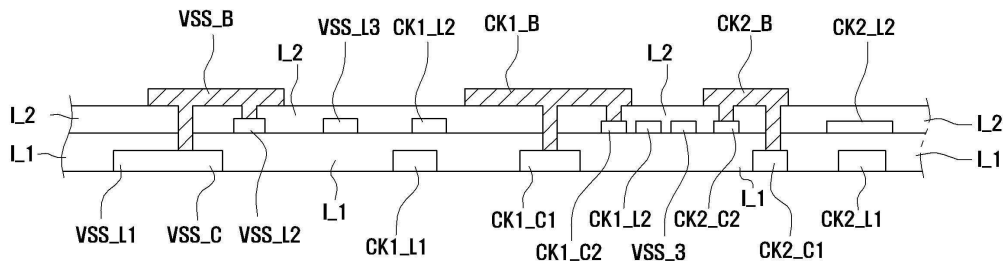 VSS_B VSS_L3 CK1_L2 CK1_B CK2_B CK2_L2
I_2 I_2
I_2 I_2
I_1 I_1
I_1 I_1
VSS_L1 VSS_C VSS_L2 CK1_L1 CK1_C1 CK1_C2 CK1_L2 VSS_3 CK2_C2 CK2_C1 CK2_L1